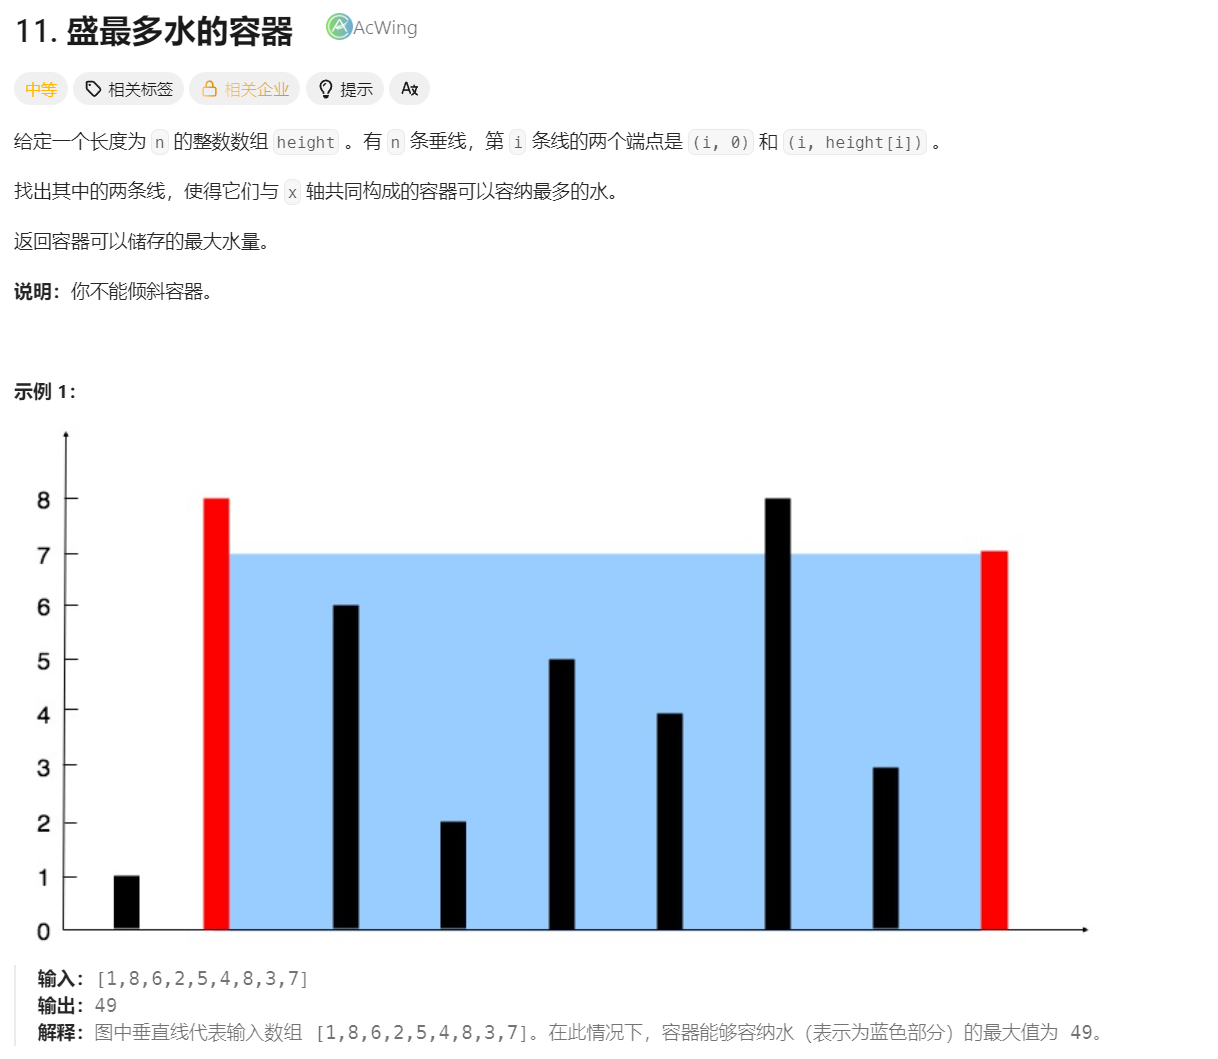 11. 盛最多水的容器 AcWing
中等 相关标签 相关企业 提示 A文
给定一个长度为 n 的整数数组 height 。有 n 条垂线，第 i 条线的两个端点是 (i, 0) 和 (i, height[i]) 。
找出其中的两条线，使得它们与 x 轴共同构成的容器可以容纳最多的水。
返回容器可以储存的最大水量。
说明：你不能倾斜容器。
示例 1：
8
7
6
5
4
3
2
1
0
输入：[1,8,6,2,5,4,8,3,7]
输出：49
解释：图中垂直线代表输入数组 [1,8,6,2,5,4,8,3,7]。在此情况下，容器能够容纳水（表示为蓝色部分）的最大值为 49。